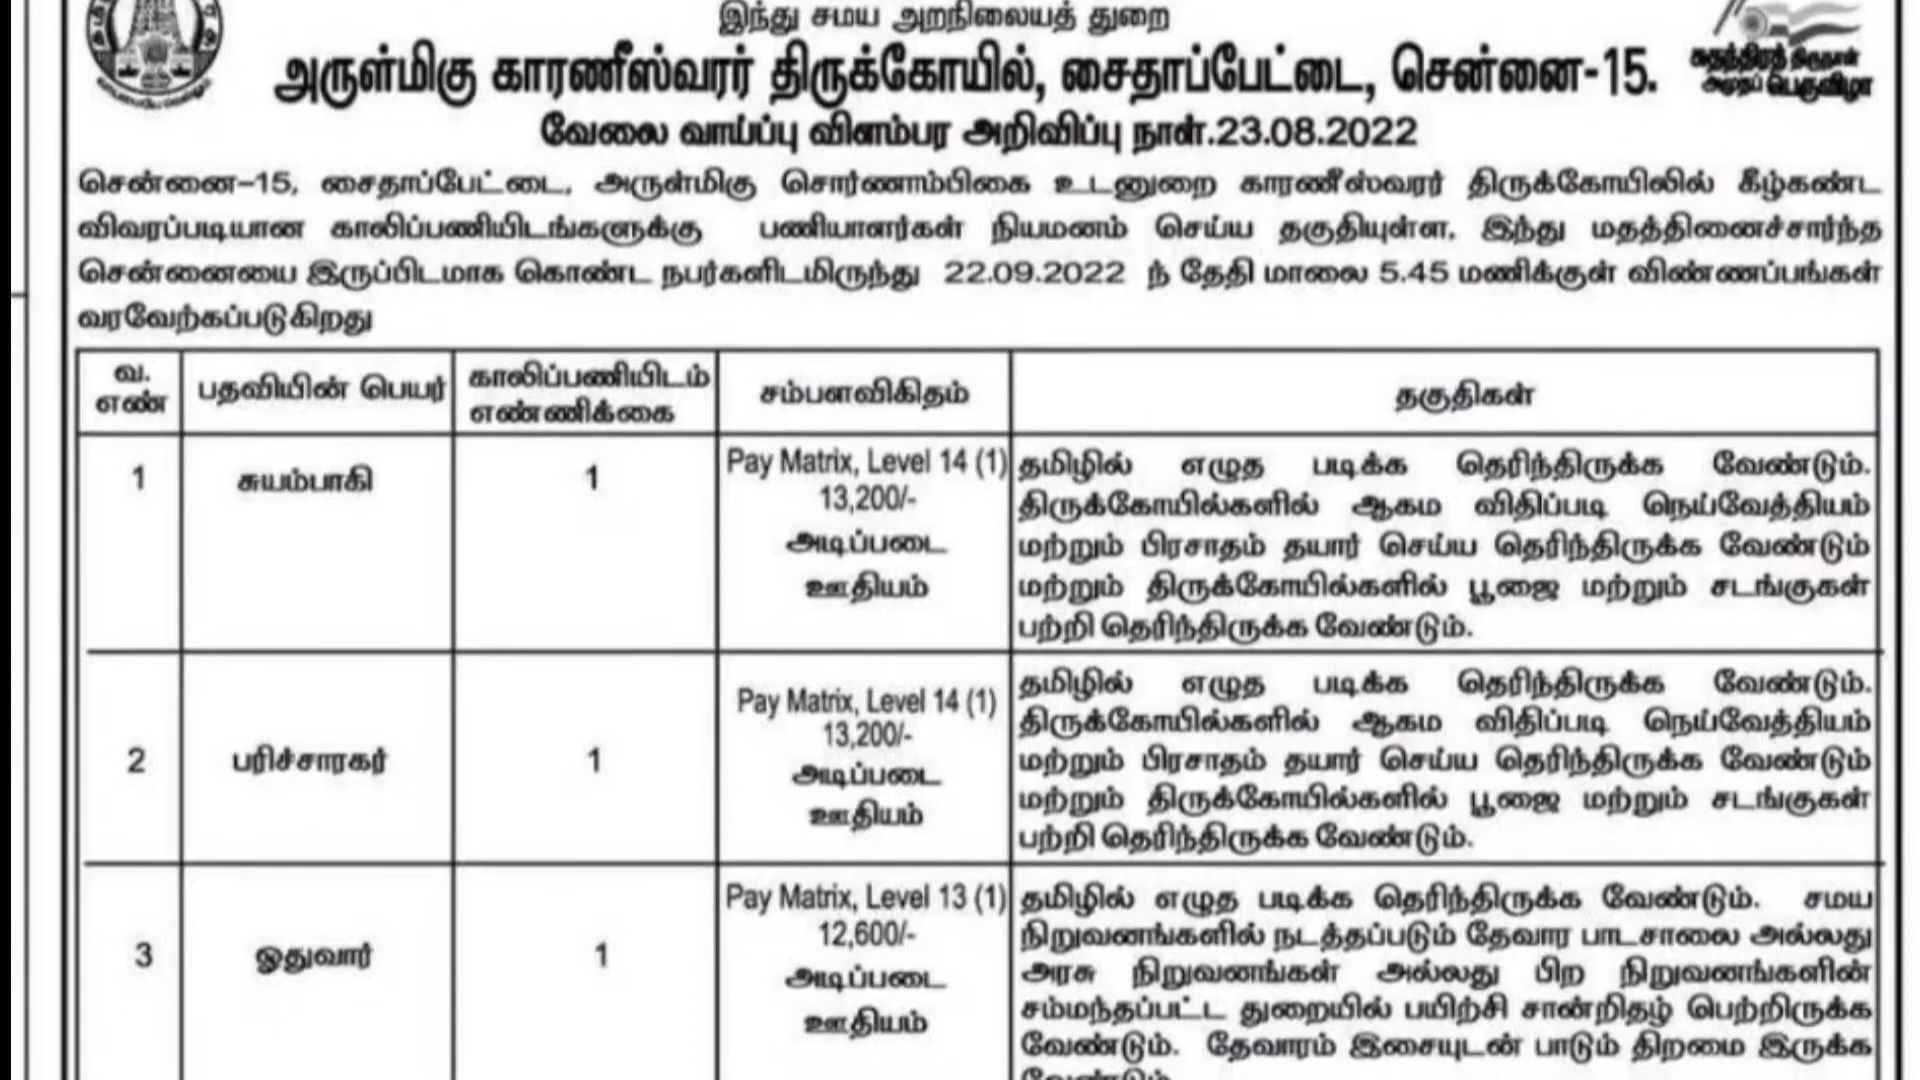 இந்து சமய அறநிலையத் துறை
அருள்மிகு காரணீஸ்வரர் திருக்கோயில், சைதாப்பேட்டை, சென்னை-15.
சுதந்திரத் திருநாள்
அமுதப் பெருவிழா
வேலை வாய்ப்பு விளம்பர அறிவிப்பு நாள்.23.08.2022
சென்னை–15, சைதாப்பேட்டை, அருள்மிகு சொர்ணாம்பிகை உடனுறை காரணீஸ்வரர் திருக்கோயிலில் கீழ்கண்ட
விவரப்படியான காலிப்பணியிடங்களுக்கு பணியாளர்கள் நியமனம் செய்ய தகுதியுள்ள, இந்து மதத்தினைச்சார்ந்த
சென்னையை இருப்பிடமாக கொண்ட நபர்களிடமிருந்து 22.09.2022 ந் தேதி மாலை 5.45 மணிக்குள் விண்ணப்பங்கள்
வரவேற்கப்படுகிறது
வ.
எண்
பதவியின் பெயர்
காலிப்பணியிடம்
எண்ணிக்கை
சம்பளவிகிதம்
தகுதிகள்
1
சுயம்பாகி
1
Pay Matrix, Level 14 (1)
13,200/-
அடிப்படை
ஊதியம்
தமிழில் எழுத படிக்க தெரிந்திருக்க வேண்டும்.
திருக்கோயில்களில் ஆகம விதிப்படி நெய்வேத்தியம்
மற்றும் பிரசாதம் தயார் செய்ய தெரிந்திருக்க வேண்டும்
மற்றும் திருக்கோயில்களில் பூஜை மற்றும் சடங்குகள்
பற்றி தெரிந்திருக்க வேண்டும்.
2
பரிச்சாரகர்
1
Pay Matrix, Level 14 (1)
13,200/-
அடிப்படை
ஊதியம்
தமிழில் எழுத படிக்க தெரிந்திருக்க வேண்டும்.
திருக்கோயில்களில் ஆகம விதிப்படி நெய்வேத்தியம்
மற்றும் பிரசாதம் தயார் செய்ய தெரிந்திருக்க வேண்டும்
மற்றும் திருக்கோயில்களில் பூஜை மற்றும் சடங்குகள்
பற்றி தெரிந்திருக்க வேண்டும்.
3
ஓதுவார்
1
Pay Matrix, Level 13 (1)
12,600/-
அடிப்படை
ஊதியம்
தமிழில் எழுத படிக்க தெரிந்திருக்க வேண்டும். சமய
நிறுவனங்களில் நடத்தப்படும் தேவார பாடசாலை அல்லது
அரசு நிறுவனங்கள் அல்லது பிற நிறுவனங்களின்
சம்மந்தப்பட்ட துறையில் பயிற்சி சான்றிதழ் பெற்றிருக்க
வேண்டும். தேவாரம் இசையுடன் பாடும் திறமை இருக்க
வேண்டும்.